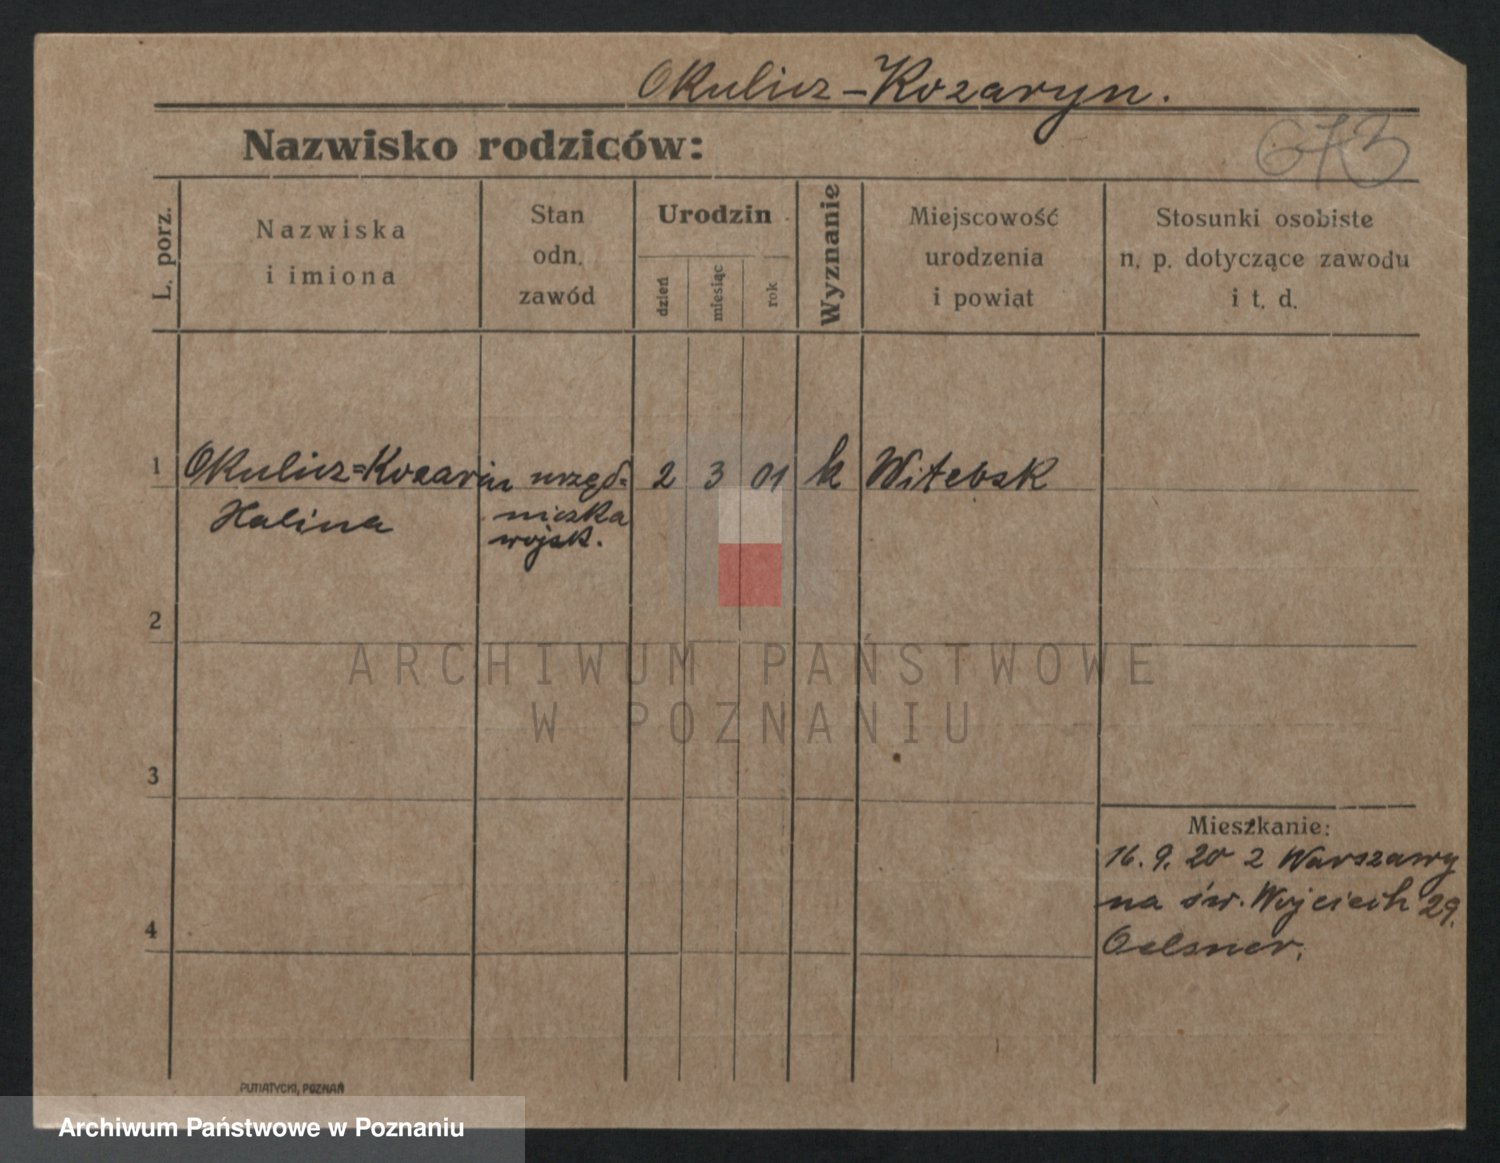 Okulicz-Kozaryn.
Nazwisko rodziców:
673
L. porz.
Nazwiska
i imiona
Stan
odn.
zawód
Urodzin
dzień
miesiąc
rok
Wyznanie
Miejscowość
urodzenia
i powiat
Stosunki osobiste
n. p. dotyczące zawodu
i t. d.
1 Okulicz=Kozarin urzęd= 2 3 01 k Witebsk
Halina niczka
wojsk.
2
ARCHIWUM PAŃSTWOWE
W POZNANIU
3
Mieszkanie:
16. 9. 20 z Warszawy
na św. Wojciech 29.
4
Oelsner.
PUTIATYCKI, POZNAŃ
Archiwum Państwowe w Poznaniu